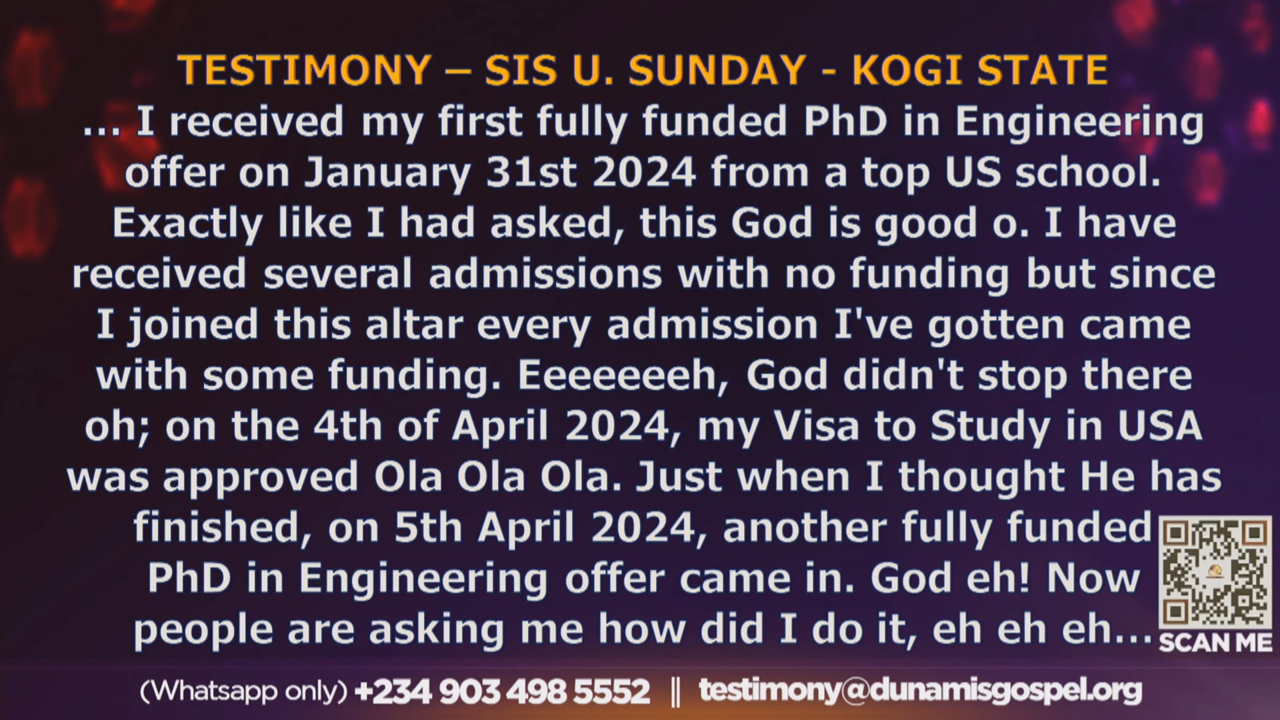 TESTIMONY – SIS U. SUNDAY - KOGI STATE
... I received my first fully funded PhD in Engineering
offer on January 31st 2024 from a top US school.
Exactly like I had asked, this God is good o. I have
received several admissions with no funding but since
I joined this altar every admission I've gotten came
with some funding. Eeeeeeeh, God didn't stop there
oh; on the 4th of April 2024, my Visa to Study in USA
was approved Ola Ola Ola. Just when I thought He has
finished, on 5th April 2024, another fully funded
PhD in Engineering offer came in. God eh! Now
people are asking me how did I do it, eh eh eh...
SCAN ME
(Whatsapp only) +234 903 498 5552 || testimony@dunamisgospel.org